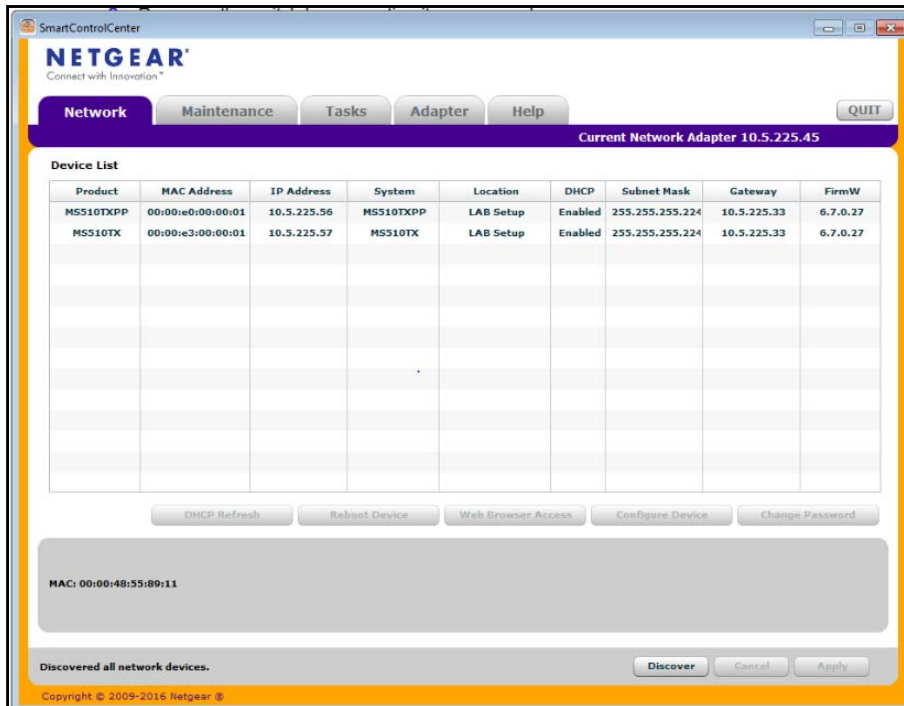 SmartControlCenter
NETGEAR®
Connect with Innovation™
Network Maintenance Tasks Adapter Help QUIT
Current Network Adapter 10.5.225.45
Device List
Product MAC Address IP Address System Location DHCP Subnet Mask Gateway FirmW
MS510TXPP 00:00:e0:00:00:01 10.5.225.56 MS510TXPP LAB Setup Enabled 255.255.255.224 10.5.225.33 6.7.0.27
MS510TX 00:00:e3:00:00:01 10.5.225.57 MS510TX LAB Setup Enabled 255.255.255.224 10.5.225.33 6.7.0.27
DHCP Refresh Reboot Device Web Browser Access Configure Device Change Password
MAC: 00:00:48:55:89:11
Discovered all network devices. Discover Cancel Apply
Copyright © 2009-2016 Netgear ®